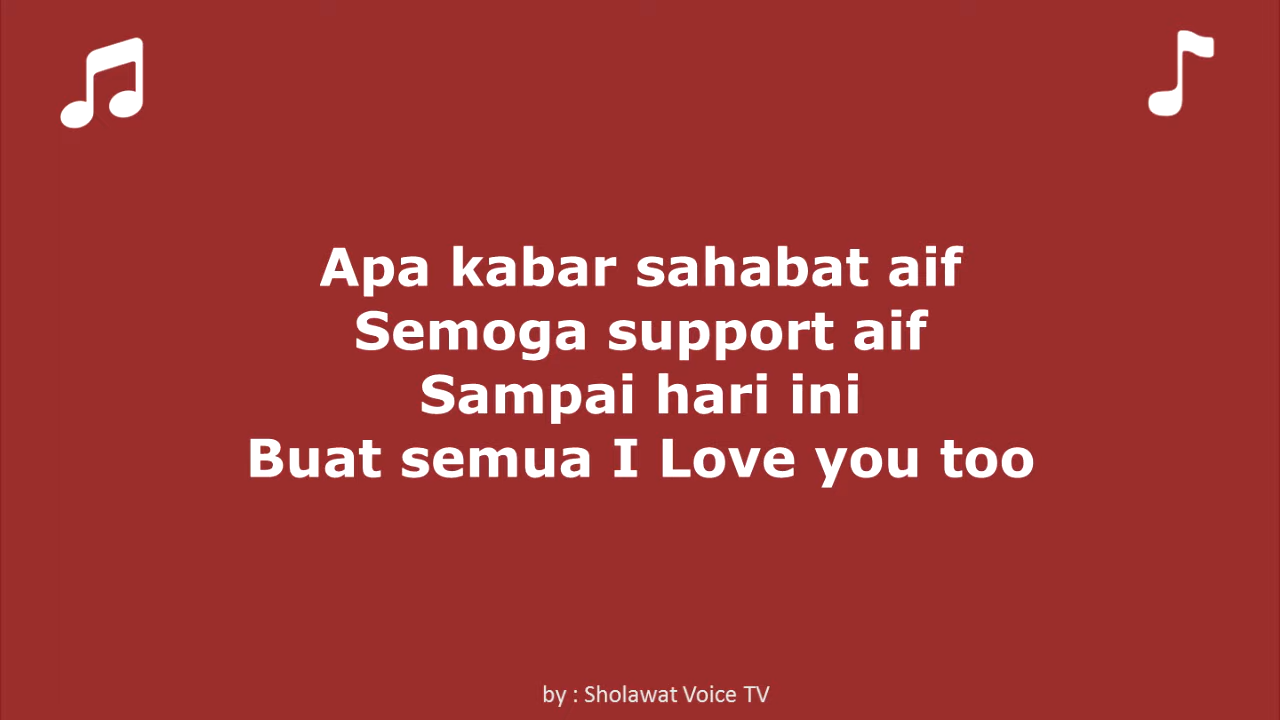 Apa kabar sahabat aif
Semoga support aif
Sampai hari ini
Buat semua I Love you too
by : Sholawat Voice TV